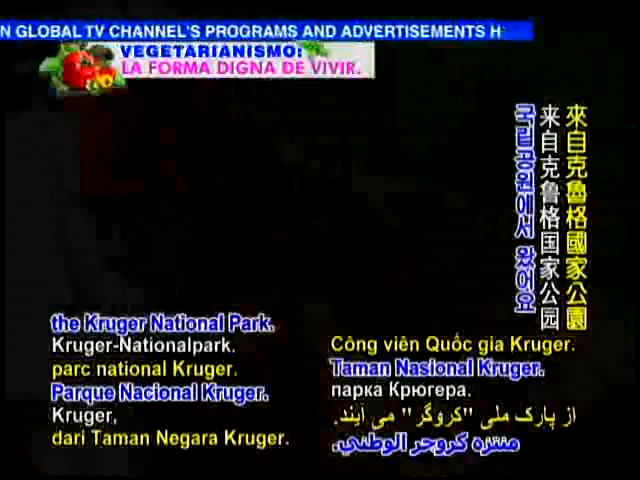 N GLOBAL TV CHANNEL'S PROGRAMS AND ADVERTISEMENTS H
VEGETARIANISMO:
LA FORMA DIGNA DE VIVIR.
來自克魯格國家公園
来自克鲁格国家公园
국립공원에서 왔어요
the Kruger National Park.
Kruger-Nationalpark.
parc national Kruger.
Parque Nacional Kruger.
Kruger,
dari Taman Negara Kruger.
Công viên Quốc gia Kruger.
Taman Nasional Kruger.
парка Крюгера.
از پارک ملی "کروگر" می آیند.
منتزه كروجر الوطني.